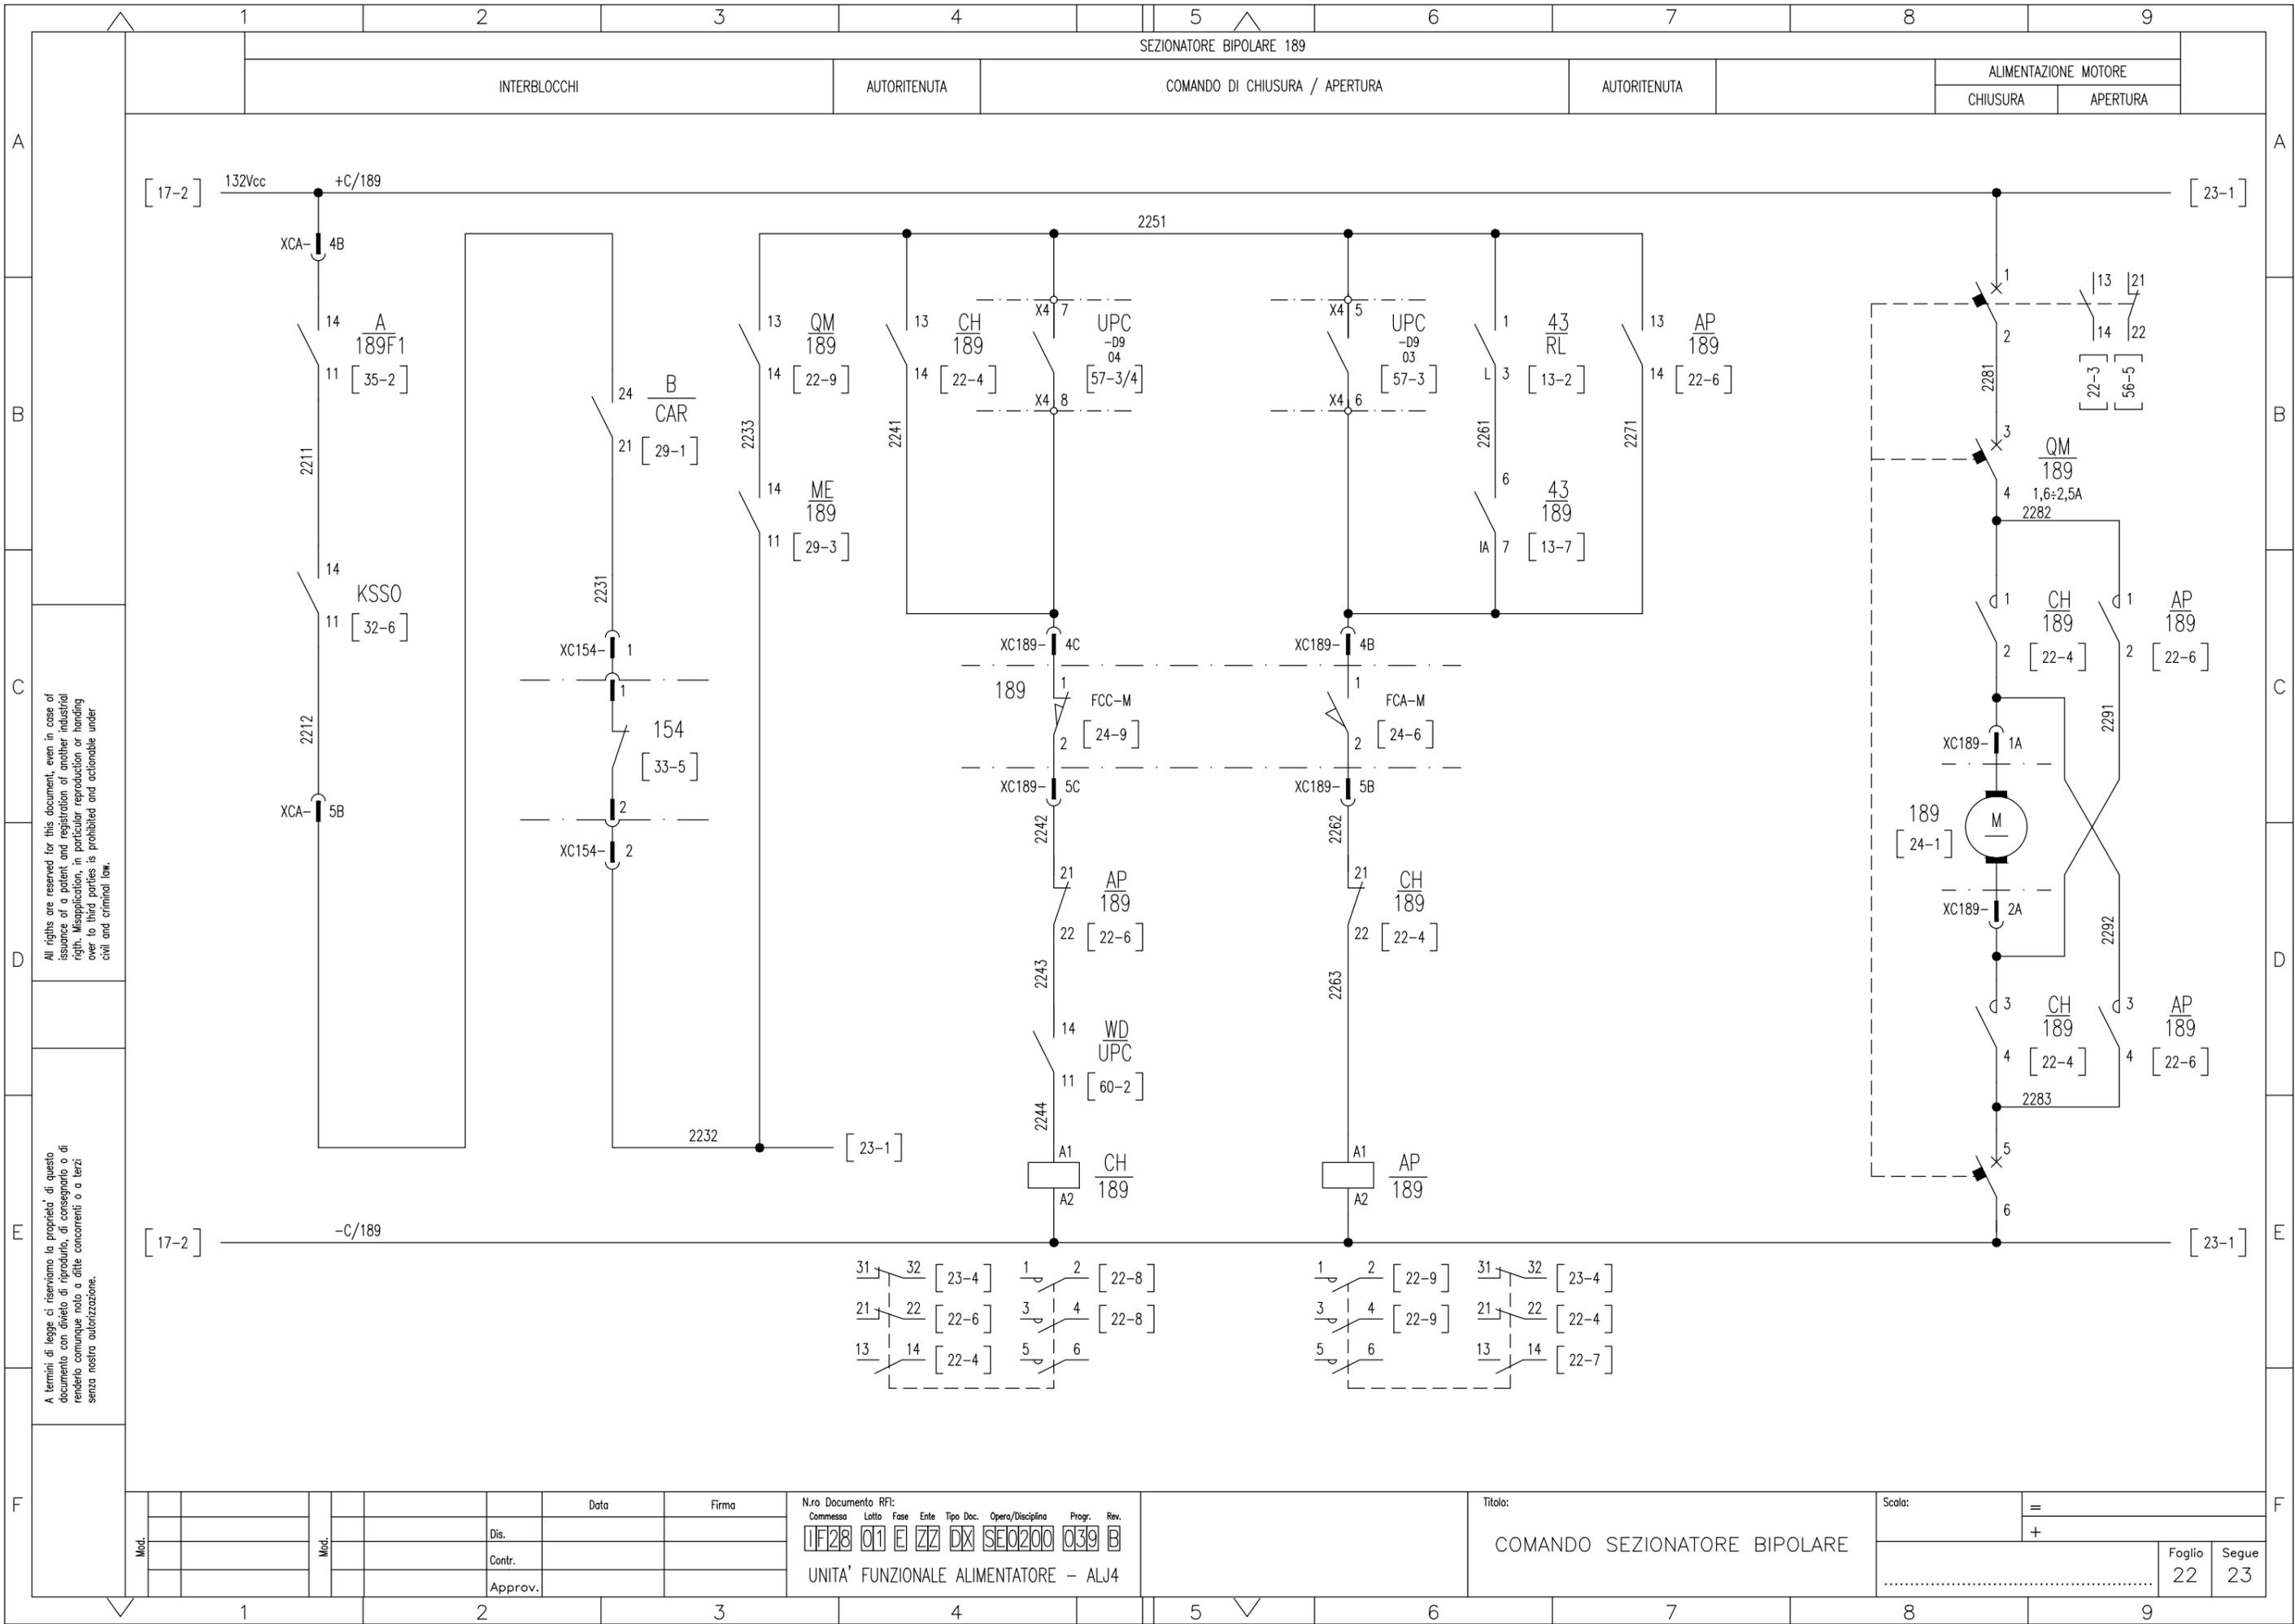 1 2 3 4 5 6 7 8 9
SEZIONATORE BIPOLARE 189
INTERBLOCCHI
AUTORITENUTA
COMANDO DI CHIUSURA / APERTURA
AUTORITENUTA
ALIMENTAZIONE MOTORE
CHIUSURA
APERTURA
A
A
B
B
C
C
D
D
E
E
F
F
[17-2] 132Vcc +C/189 [23-1]
XCA- 4B
14 A
189F1
11 [35-2]
2211
14
KSSO
11 [32-6]
2212
XCA- 5B
24 B
CAR
21 [29-1]
2231
XC154- 1
1
154
[33-5]
2
XC154- 2
2232
[23-1]
2251
13 QM
189
14 [22-9]
2233
14 ME
189
11 [29-3]
13 CH
189
14 [22-4]
2241
X4 7
UPC
-D9
04
[57-3/4]
X4 8
XC189- 4C
189
1
FCC-M
2 [24-9]
XC189- 5C
2242
21 AP
189
22 [22-6]
2243
14 WD
UPC
11 [60-2]
2244
A1 CH
A2 189
X4 5
UPC
-D9
03
[57-3]
X4 6
XC189- 4B
1
FCA-M
2 [24-6]
XC189- 5B
2262
21 CH
189
22 [22-4]
2263
A1 AP
A2 189
1 43
RL
L 3 [13-2]
2261
6 43
189
IA 7 [13-7]
13 AP
189
14 [22-6]
2271
1
2
13 21
14 22
[22-3] [56-5]
2281
3
QM
189
4 1,6÷2,5A
2282
1 CH
189
2 [22-4]
1 AP
189
2 [22-6]
2291
XC189- 1A
189
[24-1]
M
XC189- 2A
2292
3 CH
189
4 [22-4]
3 AP
189
4 [22-6]
2283
5
6
[17-2] -C/189 [23-1]
31 32 [23-4] 1 2 [22-8] 1 2 [22-9] 31 32 [23-4]
21 22 [22-6] 3 4 [22-8] 3 4 [22-9] 21 22 [22-4]
13 14 [22-4] 5 6 5 6 13 14 [22-7]
All rigths are reserved for this document, even in case of
issuance of a patent and registration of another industrial
rigth. Misapplication, in particular reproduction or handing
over to third parties is prohibited and actionable under
civil and criminal law.
A termini di legge ci riserviamo la proprieta' di questo
documento con divieto di riprodurlo, di consegnarlo o di
renderlo comunque noto a ditte concorrenti o a terzi
senza nostra autorizzazione.
Mod.
Mod.
Data
Firma
Dis.
Contr.
Approv.
N.ro Documento RFI:
Commessa Lotto Fase Ente Tipo Doc. Opera/Disciplina Progr. Rev.
IF28 01 E ZZ DX SE0200 039 B
UNITA' FUNZIONALE ALIMENTATORE - ALJ4
Titolo:
COMANDO SEZIONATORE BIPOLARE
Scala:
=
+
Foglio
22
Segue
23
1 2 3 4 5 6 7 8 9